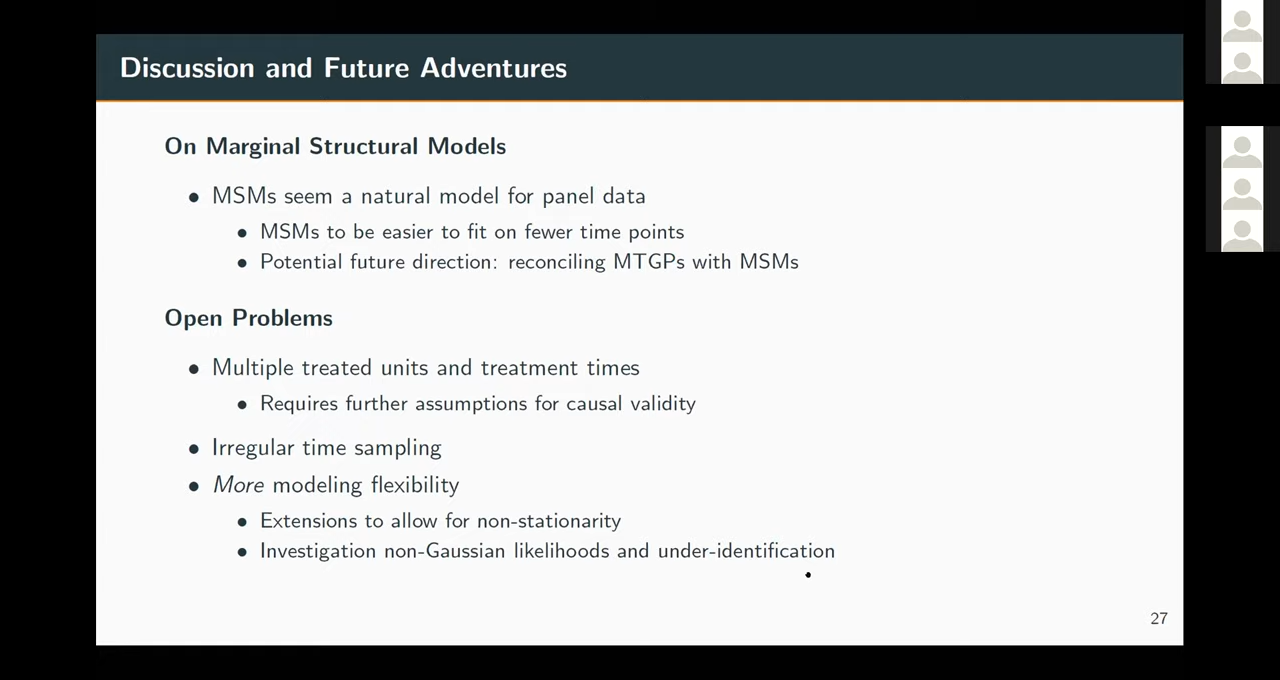 Discussion and Future Adventures
On Marginal Structural Models
• MSMs seem a natural model for panel data
• MSMs to be easier to fit on fewer time points
• Potential future direction: reconciling MTGPs with MSMs
Open Problems
• Multiple treated units and treatment times
• Requires further assumptions for causal validity
• Irregular time sampling
• More modeling flexibility
• Extensions to allow for non-stationarity
• Investigation non-Gaussian likelihoods and under-identification
27